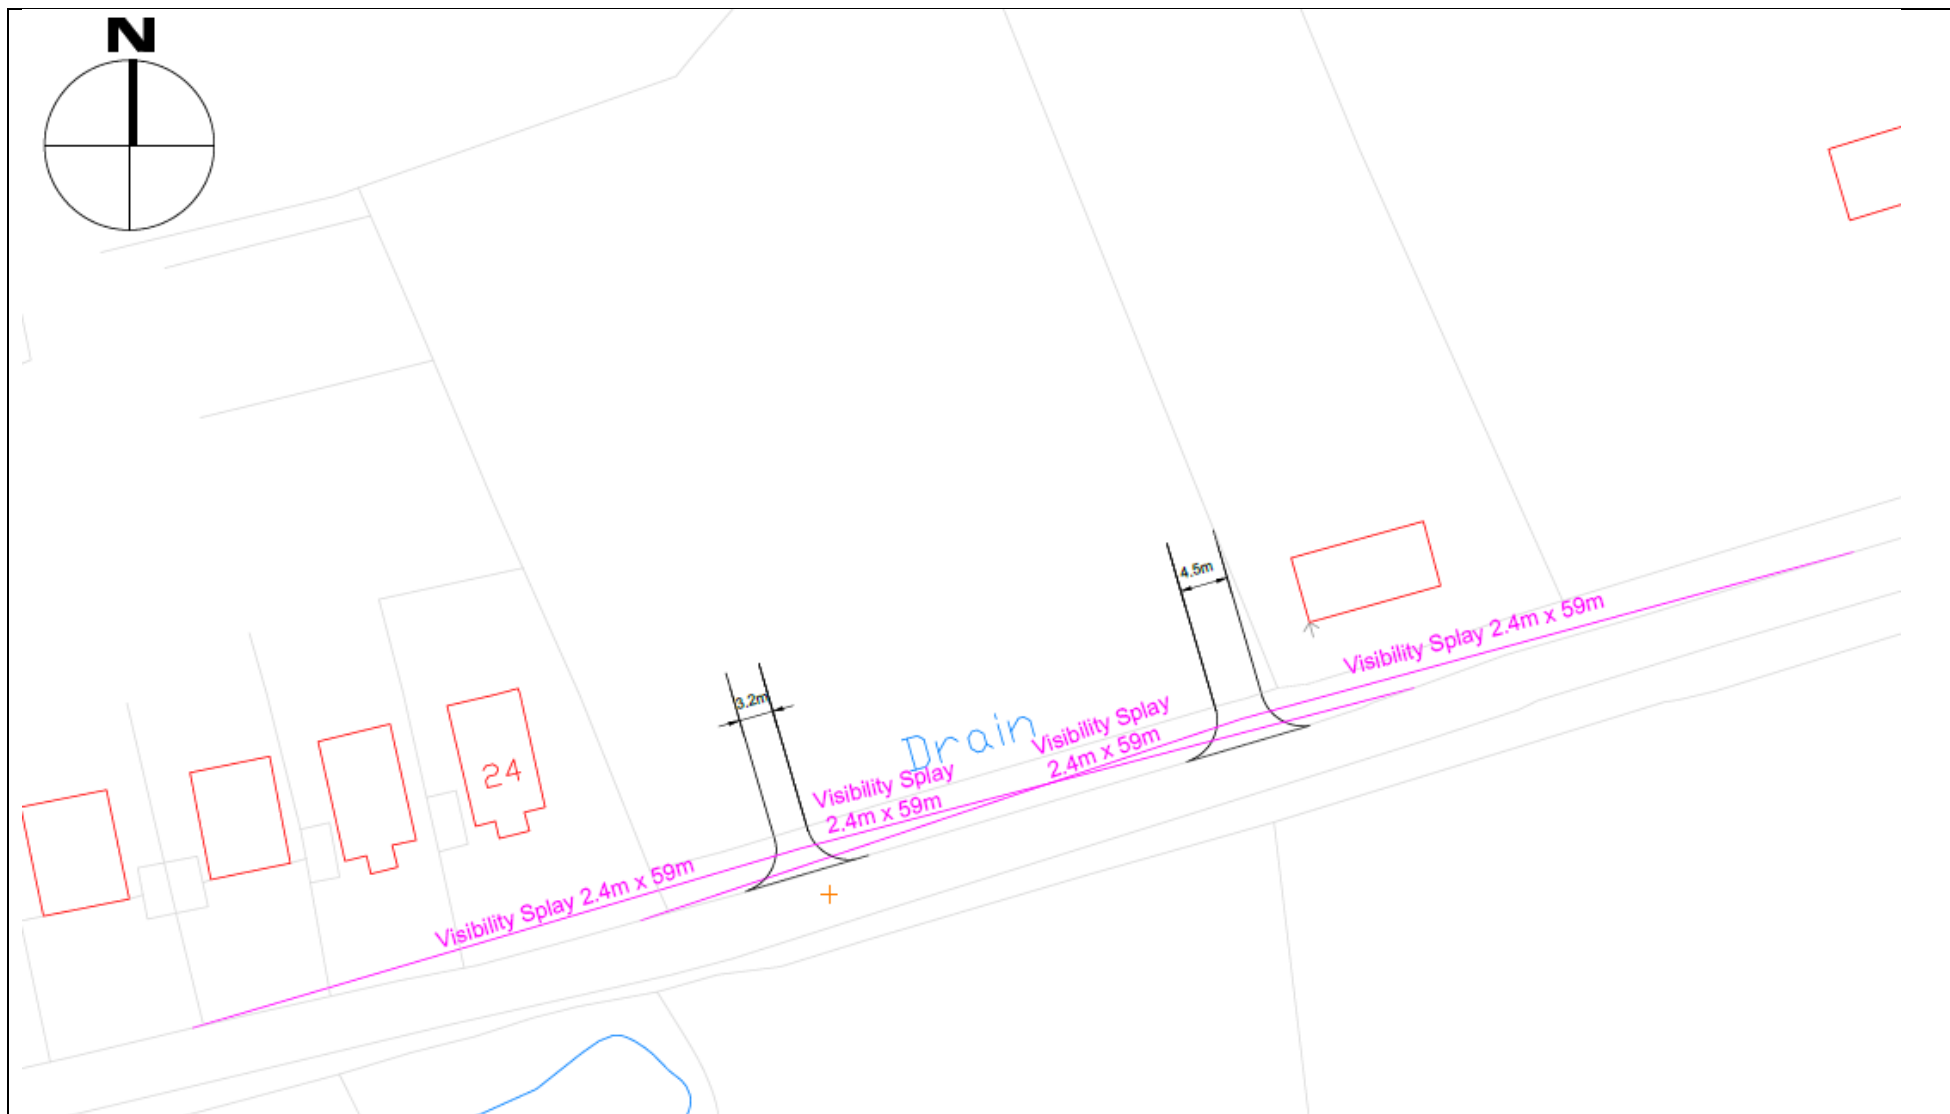 N
4.5m
Visibility Splay 2.4m x 59m
3.2m
Drain
Visibility Splay
2.4m x 59m
Visibility Splay
2.4m x 59m
24
Visibility Splay 2.4m x 59m